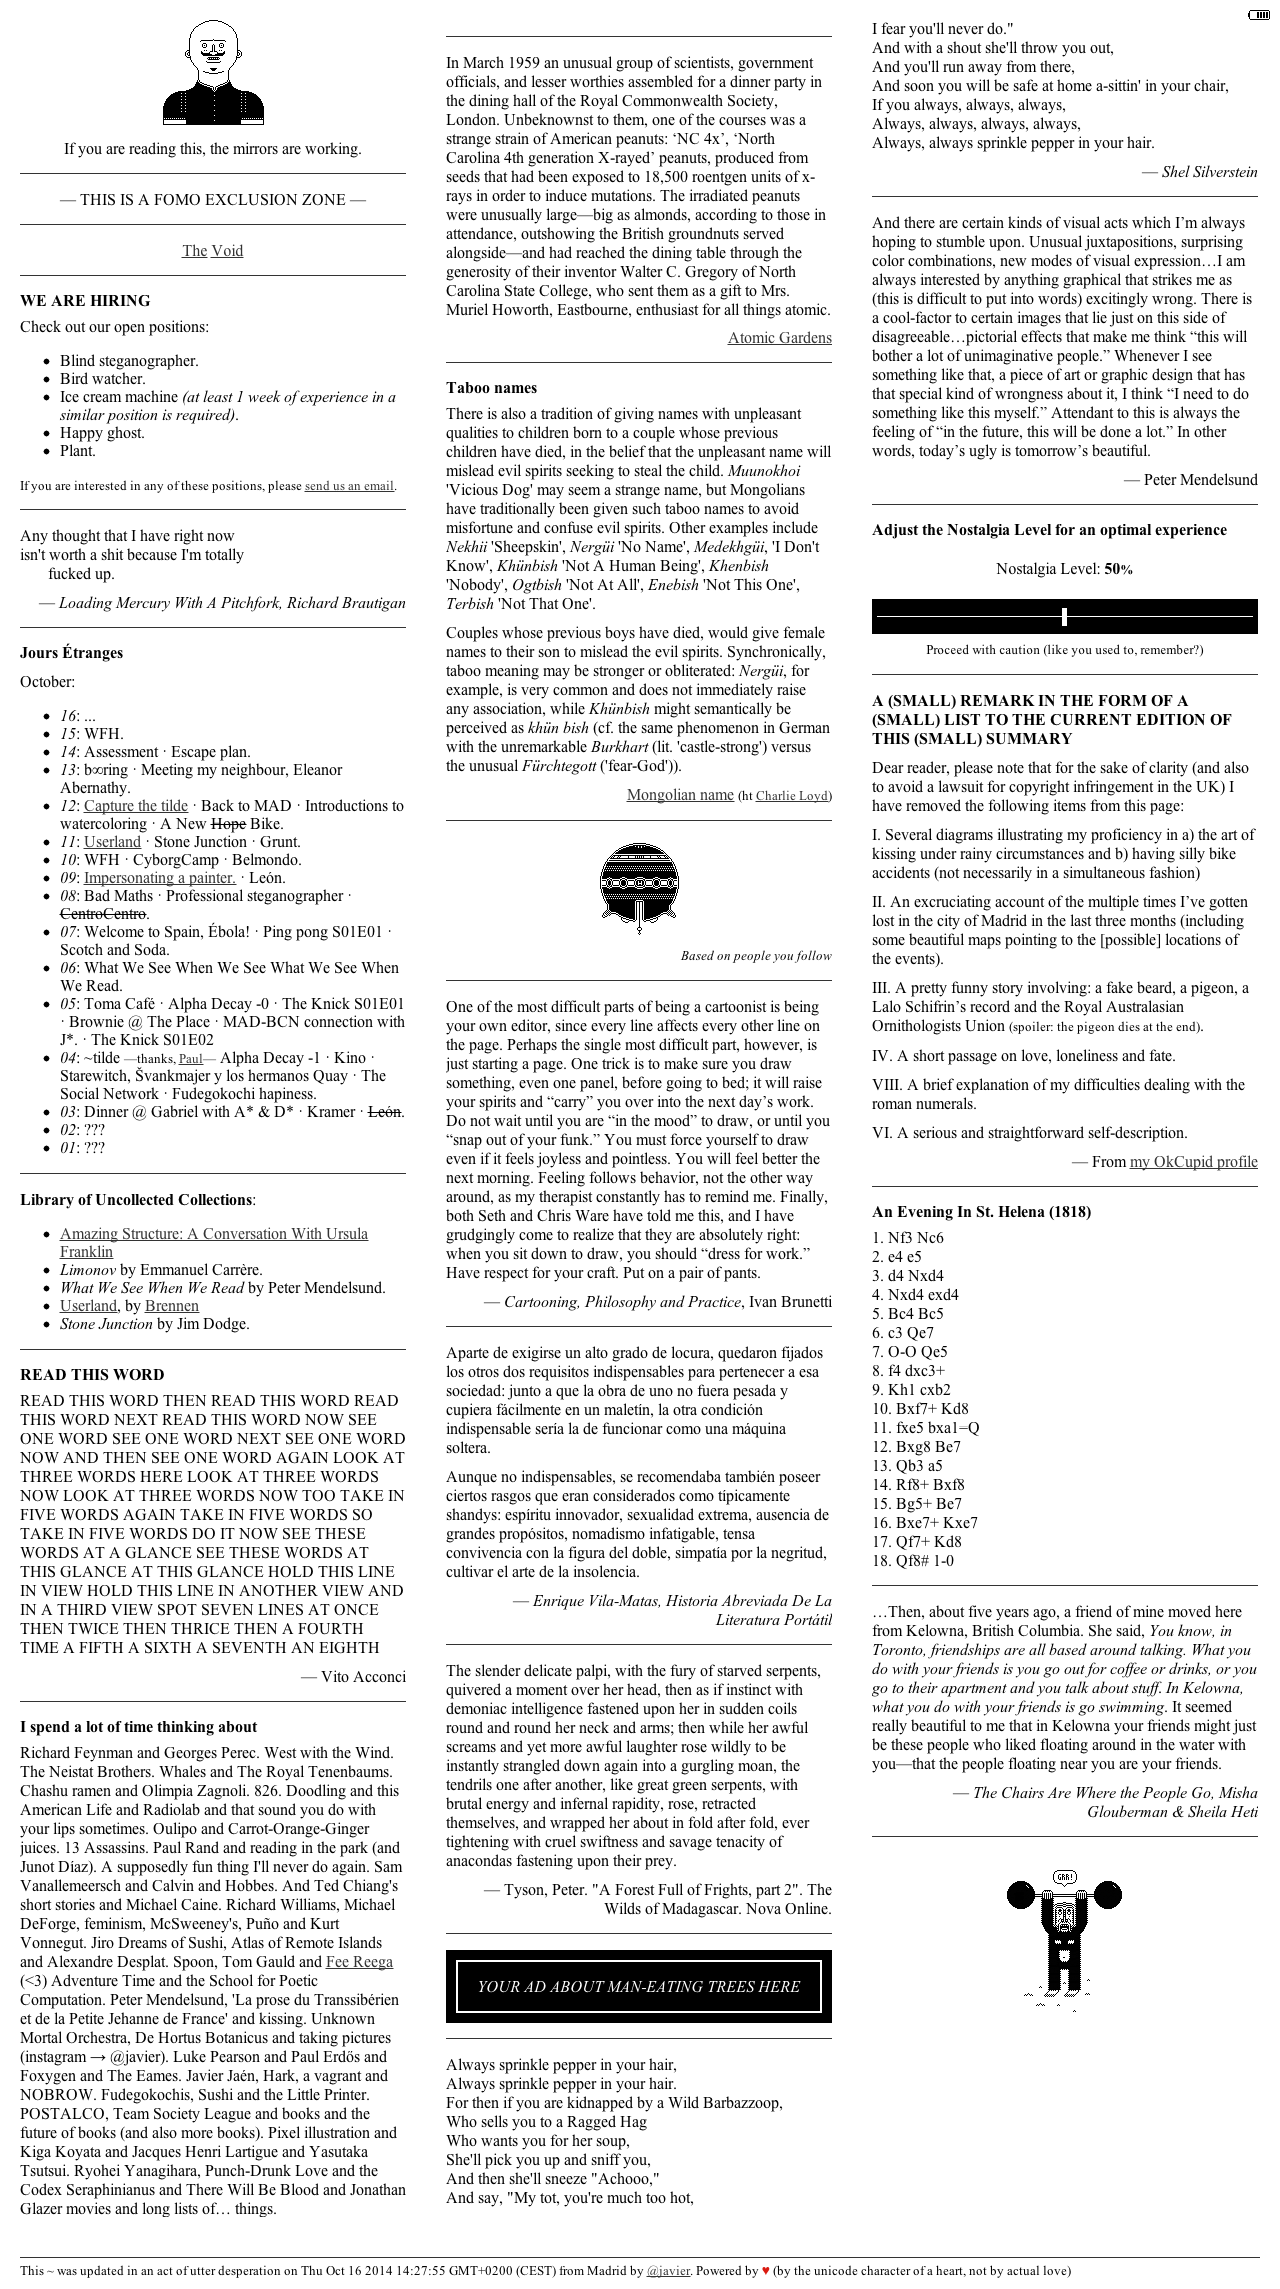 If you are reading this, the mirrors are working.
— THIS IS A FOMO EXCLUSION ZONE —
The Void
WE ARE HIRING
Check out our open positions:
• Blind steganographer.
• Bird watcher.
• Ice cream machine (at least 1 week of experience in a
similar position is required).
• Happy ghost.
• Plant.
If you are interested in any of these positions, please send us an email.
Any thought that I have right now
isn't worth a shit because I'm totally
fucked up.
— Loading Mercury With A Pitchfork, Richard Brautigan
Jours Étranges
October:
• 16: ...
• 15: WFH.
• 14: Assessment · Escape plan.
• 13: b∞ring · Meeting my neighbour, Eleanor
Abernathy.
• 12: Capture the tilde · Back to MAD · Introductions to
watercoloring · A New Hope Bike.
• 11: Userland · Stone Junction · Grunt.
• 10: WFH · CyborgCamp · Belmondo.
• 09: Impersonating a painter. · León.
• 08: Bad Maths · Professional steganographer ·
CentroCentro.
• 07: Welcome to Spain, Ébola! · Ping pong S01E01 ·
Scotch and Soda.
• 06: What We See When We See What We See When
We Read.
• 05: Toma Café · Alpha Decay -0 · The Knick S01E01
· Brownie @ The Place · MAD-BCN connection with
J*. · The Knick S01E02
• 04: ~tilde —thanks, Paul— Alpha Decay -1 · Kino ·
Starewitch, Švankmajer y los hermanos Quay · The
Social Network · Fudegokochi hapiness.
• 03: Dinner @ Gabriel with A* & D* · Kramer · León.
• 02: ???
• 01: ???
Library of Uncollected Collections:
• Amazing Structure: A Conversation With Ursula
Franklin
• Limonov by Emmanuel Carrère.
• What We See When We Read by Peter Mendelsund.
• Userland, by Brennen
• Stone Junction by Jim Dodge.
READ THIS WORD
READ THIS WORD THEN READ THIS WORD READ
THIS WORD NEXT READ THIS WORD NOW SEE
ONE WORD SEE ONE WORD NEXT SEE ONE WORD
NOW AND THEN SEE ONE WORD AGAIN LOOK AT
THREE WORDS HERE LOOK AT THREE WORDS
NOW LOOK AT THREE WORDS NOW TOO TAKE IN
FIVE WORDS AGAIN TAKE IN FIVE WORDS SO
TAKE IN FIVE WORDS DO IT NOW SEE THESE
WORDS AT A GLANCE SEE THESE WORDS AT
THIS GLANCE AT THIS GLANCE HOLD THIS LINE
IN VIEW HOLD THIS LINE IN ANOTHER VIEW AND
IN A THIRD VIEW SPOT SEVEN LINES AT ONCE
THEN TWICE THEN THRICE THEN A FOURTH
TIME A FIFTH A SIXTH A SEVENTH AN EIGHTH
— Vito Acconci
I spend a lot of time thinking about
Richard Feynman and Georges Perec. West with the Wind.
The Neistat Brothers. Whales and The Royal Tenenbaums.
Chashu ramen and Olimpia Zagnoli. 826. Doodling and this
American Life and Radiolab and that sound you do with
your lips sometimes. Oulipo and Carrot-Orange-Ginger
juices. 13 Assassins. Paul Rand and reading in the park (and
Junot Díaz). A supposedly fun thing I'll never do again. Sam
Vanallemeersch and Calvin and Hobbes. And Ted Chiang's
short stories and Michael Caine. Richard Williams, Michael
DeForge, feminism, McSweeney's, Puño and Kurt
Vonnegut. Jiro Dreams of Sushi, Atlas of Remote Islands
and Alexandre Desplat. Spoon, Tom Gauld and Fee Reega
(<3) Adventure Time and the School for Poetic
Computation. Peter Mendelsund, 'La prose du Transsibérien
et de la Petite Jehanne de France' and kissing. Unknown
Mortal Orchestra, De Hortus Botanicus and taking pictures
(instagram → @javier). Luke Pearson and Paul Erdős and
Foxygen and The Eames. Javier Jaén, Hark, a vagrant and
NOBROW. Fudegokochis, Sushi and the Little Printer.
POSTALCO, Team Society League and books and the
future of books (and also more books). Pixel illustration and
Kiga Koyata and Jacques Henri Lartigue and Yasutaka
Tsutsui. Ryohei Yanagihara, Punch-Drunk Love and the
Codex Seraphinianus and There Will Be Blood and Jonathan
Glazer movies and long lists of… things.
In March 1959 an unusual group of scientists, government
officials, and lesser worthies assembled for a dinner party in
the dining hall of the Royal Commonwealth Society,
London. Unbeknownst to them, one of the courses was a
strange strain of American peanuts: ‘NC 4x’, ‘North
Carolina 4th generation X-rayed’ peanuts, produced from
seeds that had been exposed to 18,500 roentgen units of x-
rays in order to induce mutations. The irradiated peanuts
were unusually large—big as almonds, according to those in
attendance, outshowing the British groundnuts served
alongside—and had reached the dining table through the
generosity of their inventor Walter C. Gregory of North
Carolina State College, who sent them as a gift to Mrs.
Muriel Howorth, Eastbourne, enthusiast for all things atomic.
Atomic Gardens
Taboo names
There is also a tradition of giving names with unpleasant
qualities to children born to a couple whose previous
children have died, in the belief that the unpleasant name will
mislead evil spirits seeking to steal the child. Muunokhoi
'Vicious Dog' may seem a strange name, but Mongolians
have traditionally been given such taboo names to avoid
misfortune and confuse evil spirits. Other examples include
Nekhii 'Sheepskin', Nergüi 'No Name', Medekhgüi, 'I Don't
Know', Khünbish 'Not A Human Being', Khenbish
'Nobody', Ogtbish 'Not At All', Enebish 'Not This One',
Terbish 'Not That One'.
Couples whose previous boys have died, would give female
names to their son to mislead the evil spirits. Synchronically,
taboo meaning may be stronger or obliterated: Nergüi, for
example, is very common and does not immediately raise
any association, while Khünbish might semantically be
perceived as khün bish (cf. the same phenomenon in German
with the unremarkable Burkhart (lit. 'castle-strong') versus
the unusual Fürchtegott ('fear-God')).
Mongolian name (ht Charlie Loyd)
Based on people you follow
One of the most difficult parts of being a cartoonist is being
your own editor, since every line affects every other line on
the page. Perhaps the single most difficult part, however, is
just starting a page. One trick is to make sure you draw
something, even one panel, before going to bed; it will raise
your spirits and “carry” you over into the next day’s work.
Do not wait until you are “in the mood” to draw, or until you
“snap out of your funk.” You must force yourself to draw
even if it feels joyless and pointless. You will feel better the
next morning. Feeling follows behavior, not the other way
around, as my therapist constantly has to remind me. Finally,
both Seth and Chris Ware have told me this, and I have
grudgingly come to realize that they are absolutely right:
when you sit down to draw, you should “dress for work.”
Have respect for your craft. Put on a pair of pants.
— Cartooning, Philosophy and Practice, Ivan Brunetti
Aparte de exigirse un alto grado de locura, quedaron fijados
los otros dos requisitos indispensables para pertenecer a esa
sociedad: junto a que la obra de uno no fuera pesada y
cupiera fácilmente en un maletín, la otra condición
indispensable sería la de funcionar como una máquina
soltera.
Aunque no indispensables, se recomendaba también poseer
ciertos rasgos que eran considerados como típicamente
shandys: espíritu innovador, sexualidad extrema, ausencia de
grandes propósitos, nomadismo infatigable, tensa
convivencia con la figura del doble, simpatía por la negritud,
cultivar el arte de la insolencia.
— Enrique Vila-Matas, Historia Abreviada De La
Literatura Portátil
The slender delicate palpi, with the fury of starved serpents,
quivered a moment over her head, then as if instinct with
demoniac intelligence fastened upon her in sudden coils
round and round her neck and arms; then while her awful
screams and yet more awful laughter rose wildly to be
instantly strangled down again into a gurgling moan, the
tendrils one after another, like great green serpents, with
brutal energy and infernal rapidity, rose, retracted
themselves, and wrapped her about in fold after fold, ever
tightening with cruel swiftness and savage tenacity of
anacondas fastening upon their prey.
— Tyson, Peter. "A Forest Full of Frights, part 2". The
Wilds of Madagascar. Nova Online.
YOUR AD ABOUT MAN-EATING TREES HERE
Always sprinkle pepper in your hair,
Always sprinkle pepper in your hair.
For then if you are kidnapped by a Wild Barbazzoop,
Who sells you to a Ragged Hag
Who wants you for her soup,
She'll pick you up and sniff you,
And then she'll sneeze "Achooo,"
And say, "My tot, you're much too hot,
I fear you'll never do."
And with a shout she'll throw you out,
And you'll run away from there,
And soon you will be safe at home a-sittin' in your chair,
If you always, always, always,
Always, always, always, always,
Always, always sprinkle pepper in your hair.
— Shel Silverstein
And there are certain kinds of visual acts which I’m always
hoping to stumble upon. Unusual juxtapositions, surprising
color combinations, new modes of visual expression…I am
always interested by anything graphical that strikes me as
(this is difficult to put into words) excitingly wrong. There is
a cool-factor to certain images that lie just on this side of
disagreeable…pictorial effects that make me think “this will
bother a lot of unimaginative people.” Whenever I see
something like that, a piece of art or graphic design that has
that special kind of wrongness about it, I think “I need to do
something like this myself.” Attendant to this is always the
feeling of “in the future, this will be done a lot.” In other
words, today’s ugly is tomorrow’s beautiful.
— Peter Mendelsund
Adjust the Nostalgia Level for an optimal experience
Nostalgia Level: 50%
Proceed with caution (like you used to, remember?)
A (SMALL) REMARK IN THE FORM OF A
(SMALL) LIST TO THE CURRENT EDITION OF
THIS (SMALL) SUMMARY
Dear reader, please note that for the sake of clarity (and also
to avoid a lawsuit for copyright infringement in the UK) I
have removed the following items from this page:
I. Several diagrams illustrating my proficiency in a) the art of
kissing under rainy circumstances and b) having silly bike
accidents (not necessarily in a simultaneous fashion)
II. An excruciating account of the multiple times I’ve gotten
lost in the city of Madrid in the last three months (including
some beautiful maps pointing to the [possible] locations of
the events).
III. A pretty funny story involving: a fake beard, a pigeon, a
Lalo Schifrin’s record and the Royal Australasian
Ornithologists Union (spoiler: the pigeon dies at the end).
IV. A short passage on love, loneliness and fate.
VIII. A brief explanation of my difficulties dealing with the
roman numerals.
VI. A serious and straightforward self-description.
— From my OkCupid profile
An Evening In St. Helena (1818)
1. Nf3 Nc6
2. e4 e5
3. d4 Nxd4
4. Nxd4 exd4
5. Bc4 Bc5
6. c3 Qe7
7. O-O Qe5
8. f4 dxc3+
9. Kh1 cxb2
10. Bxf7+ Kd8
11. fxe5 bxa1=Q
12. Bxg8 Be7
13. Qb3 a5
14. Rf8+ Bxf8
15. Bg5+ Be7
16. Bxe7+ Kxe7
17. Qf7+ Kd8
18. Qf8# 1-0
…Then, about five years ago, a friend of mine moved here
from Kelowna, British Columbia. She said, You know, in
Toronto, friendships are all based around talking. What you
do with your friends is you go out for coffee or drinks, or you
go to their apartment and you talk about stuff. In Kelowna,
what you do with your friends is go swimming. It seemed
really beautiful to me that in Kelowna your friends might just
be these people who liked floating around in the water with
you—that the people floating near you are your friends.
— The Chairs Are Where the People Go, Misha
Glouberman & Sheila Heti
GRR!
This ~ was updated in an act of utter desperation on Thu Oct 16 2014 14:27:55 GMT+0200 (CEST) from Madrid by @javier. Powered by ♥ (by the unicode character of a heart, not by actual love)